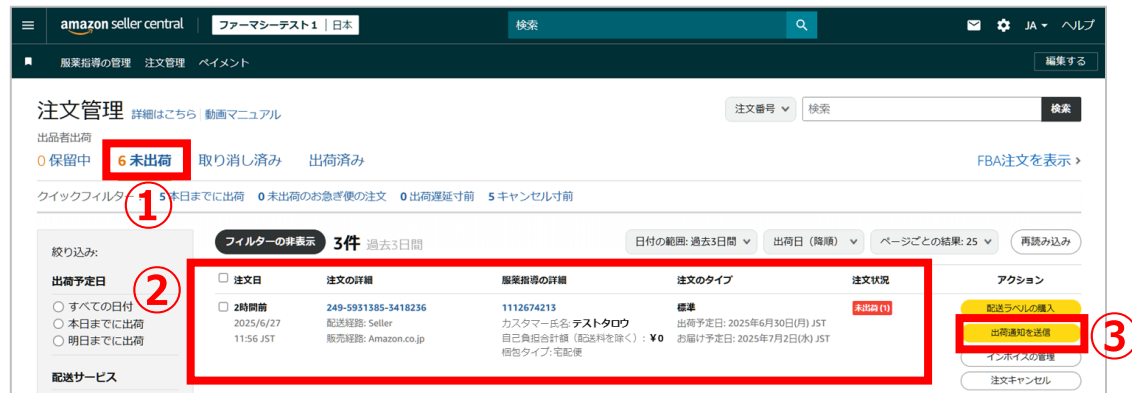 amazon seller central ファーマシーテスト1 | 日本 検索 JA ヘルプ
服薬指導の管理 注文管理 ペイメント 編集する
注文管理 詳細はこちら | 動画マニュアル 注文番号 検索 検索
出品者出荷
0 保留中 6 未出荷 取り消し済み 出荷済み FBA注文を表示 ›
クイックフィルター 5 本日までに出荷 0 未出荷のお急ぎ便の注文 0 出荷遅延寸前 5 キャンセル寸前
①
フィルターの非表示 3件 過去3日間 日付の範囲: 過去3日間 出荷日（降順） ページごとの結果: 25 再読み込み
絞り込み:
②
出荷予定日 注文日 注文の詳細 服薬指導の詳細 注文のタイプ 注文状況 アクション
すべての日付 2時間前 249-5931385-3418236 1112674213 標準 未出荷 (1) 配送ラベルの購入
本日までに出荷 2025/6/27 配送経路: Seller カスタマー氏名: テストタロウ 出荷予定日: 2025年6月30日(月) JST 出荷通知を送信 ③
明日までに出荷 11:56 JST 販売経路: Amazon.co.jp 自己負担合計額（配送料を除く）: ¥0 お届け予定日: 2025年7月2日(水) JST
梱包タイプ: 宅配便 インボイスの管理
配送サービス 注文キャンセル